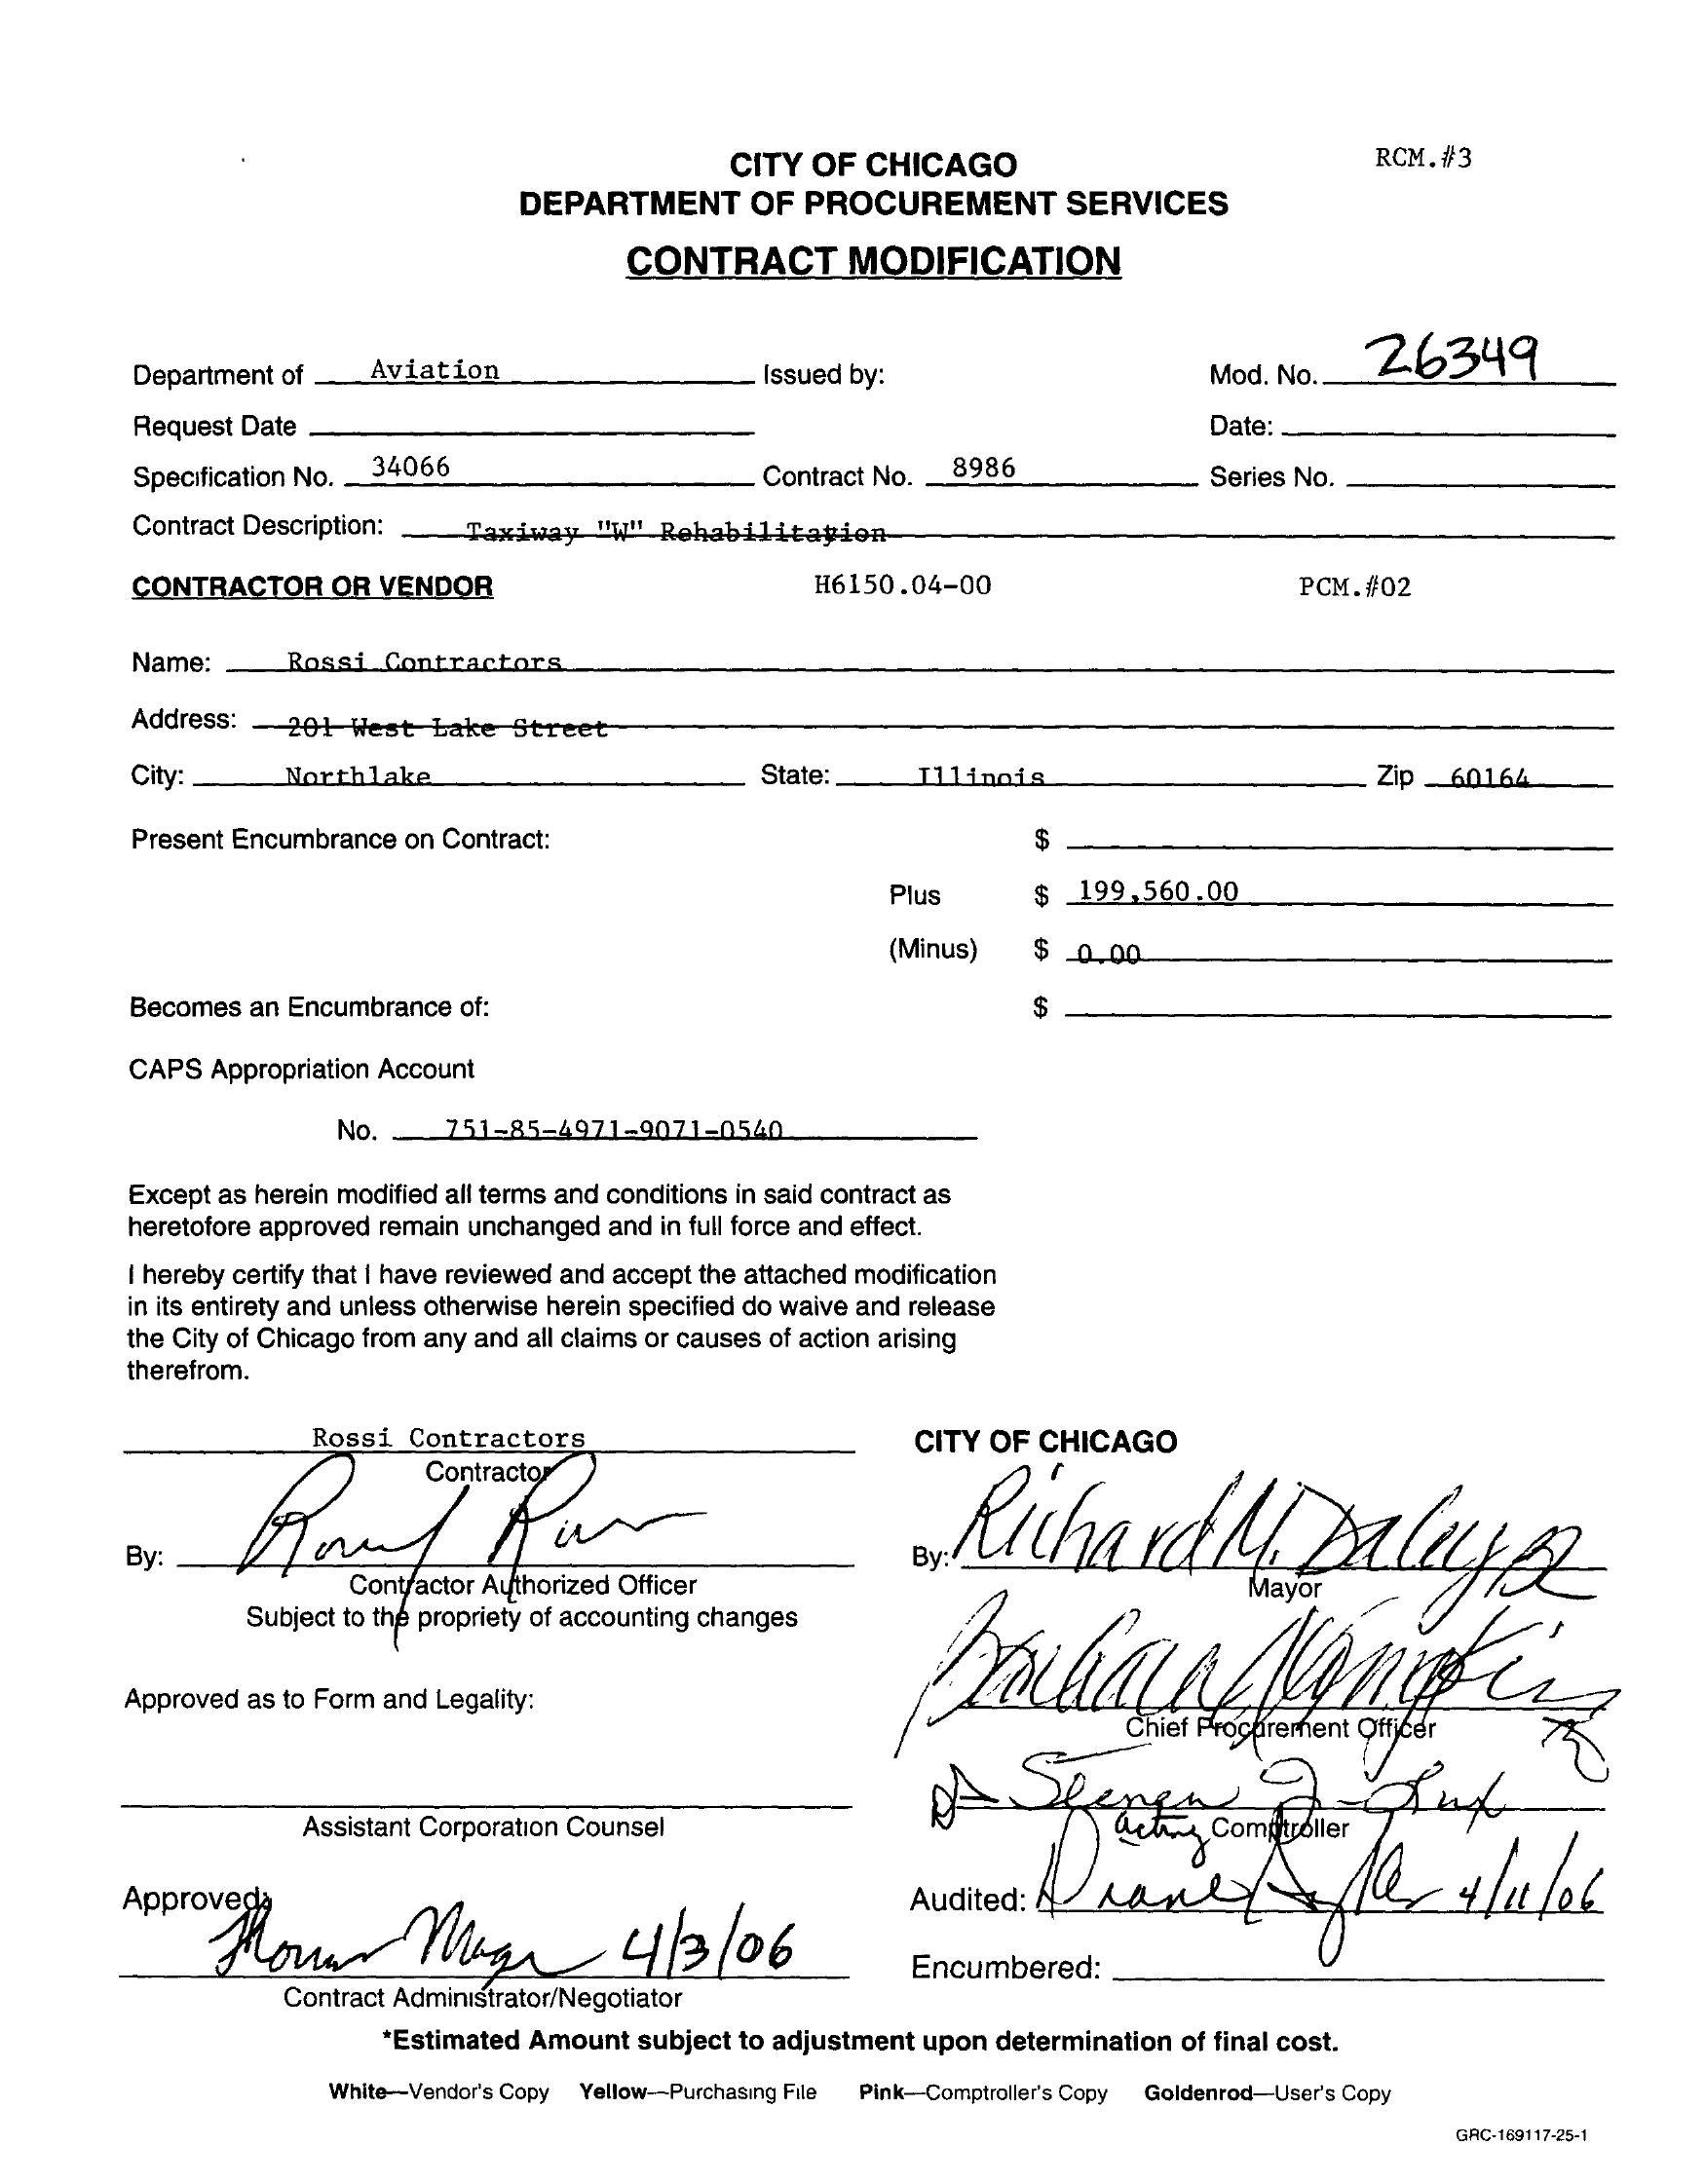 RCM.#3
CITY OF CHICAGO
DEPARTMENT OF PROCUREMENT SERVICES
CONTRACT MODIFICATION
Department of Aviation Issued by: Mod. No. 26349
Request Date Date:
Specification No. 34066 Contract No. 8986 Series No.
Contract Description: Taxiway "W" Rehabilitation
CONTRACTOR OR VENDOR H6150.04-00 PCM.#02
Name: Rossi Contractors
Address: 201 West Lake Street
City: Northlake State: Illinois Zip 60164
Present Encumbrance on Contract: $
Plus $ 199,560.00
(Minus) $ 0.00
Becomes an Encumbrance of: $
CAPS Appropriation Account
No. 751-85-4971-9071-0540
Except as herein modified all terms and conditions in said contract as
heretofore approved remain unchanged and in full force and effect.
I hereby certify that I have reviewed and accept the attached modification
in its entirety and unless otherwise herein specified do waive and release
the City of Chicago from any and all claims or causes of action arising
therefrom.
Rossi Contractors
Contractor
By:
Contractor Authorized Officer
Subject to the propriety of accounting changes
Approved as to Form and Legality:
Assistant Corporation Counsel
Approved:
4/3/06
Contract Administrator/Negotiator
CITY OF CHICAGO
By: Richard M. Daley
Mayor
Barbara
Chief Procurement Officer
acting Comptroller
Audited: Diane 4/11/06
Encumbered:
*Estimated Amount subject to adjustment upon determination of final cost.
White—Vendor's Copy Yellow—Purchasing File Pink—Comptroller's Copy Goldenrod—User's Copy
GRC-169117-25-1